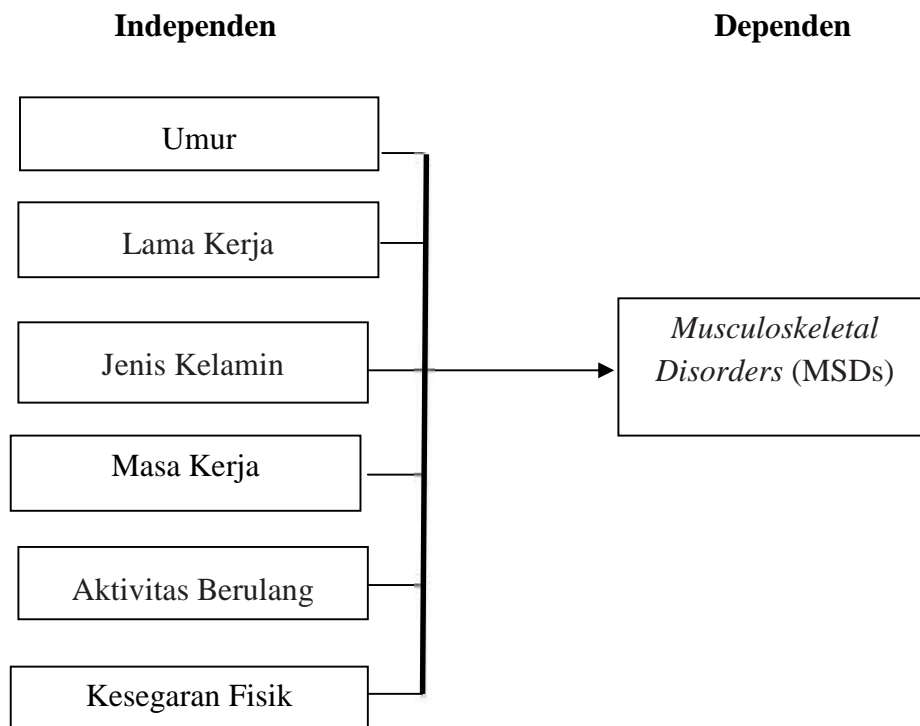 Independen
Dependen
Umur
Lama Kerja
Jenis Kelamin
Masa Kerja
Aktivitas Berulang
Kesegaran Fisik
Musculoskeletal
Disorders (MSDs)